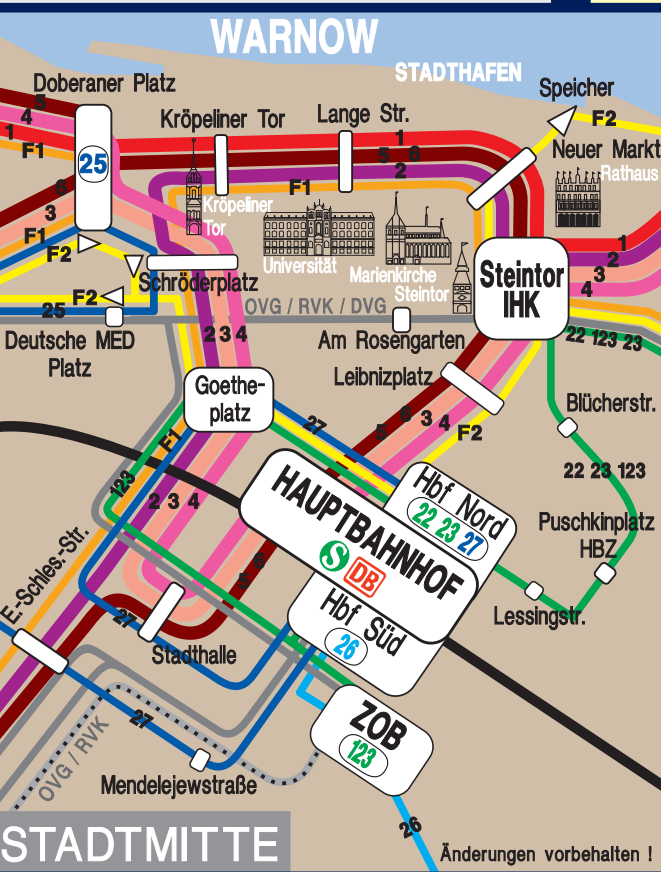 WARNOW
STADTHAFEN
Doberaner Platz
Speicher
F2
5
4
1
F1
25
Kröpeliner Tor
Lange Str.
1
5 6
2
F1
Neuer Markt
Rathaus
Kröpeliner
Tor
6
3
F1
F2
Universität
Marienkirche
Steintor
Steintor
IHK
1
2
3
4
Schröderplatz
F2
25
OVG / RVK / DVG
22 123 23
Deutsche MED
Platz
2 3 4
Am Rosengarten
Leibnizplatz
Goethe-
platz
27
5 6 3 4 F2
Blücherstr.
F1
22 23 123
123
2 3 4
HAUPTBAHNHOF
S
DB
Hbf Nord
22 23 27
Puschkinplatz
HBZ
E-Schles.-Str.
5 6
Lessingstr.
27
Stadthalle
Hbf Süd
26
ZOB
123
27
OVG / RVK
Mendelejewstraße
26
STADTMITTE
Änderungen vorbehalten !